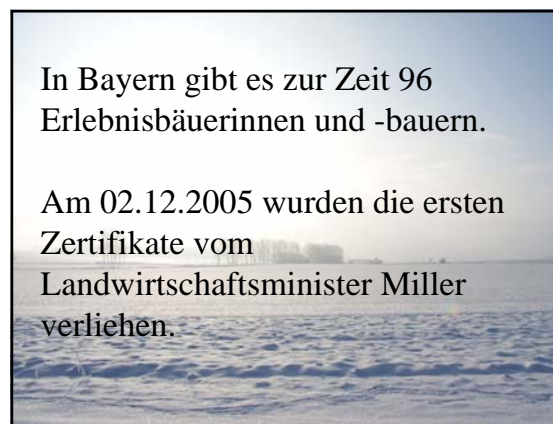 In Bayern gibt es zur Zeit 96
Erlebnisbäuerinnen und -bauern.
Am 02.12.2005 wurden die ersten
Zertifikate vom
Landwirtschaftsminister Miller
verliehen.